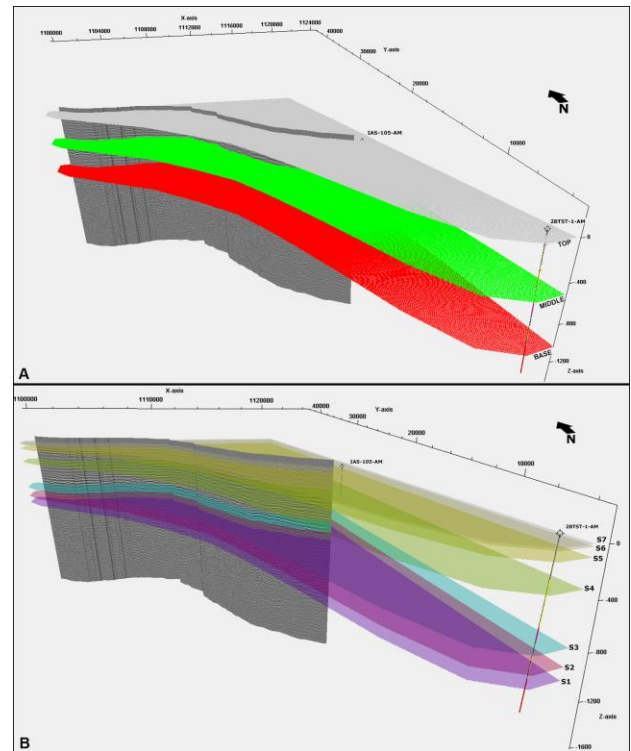 X-axis
1100000 1104000 1108000 1112000 1116000 1120000 1124000
40000
Y-axis
30000
20000
10000
N
IAS-105-AM
2BTST-1-AM
0
TOP
-400
MIDDLE
-800
BASE
-1200
Z-axis
A
X-axis
1100000 1110000 1120000
40000
Y-axis
30000
20000
10000
N
IAS-105-AM
2BTST-1-AM
S7
0
S6
S5
S4
-400
S3
-800
S2
S1
-1200
Z-axis
-1600
B